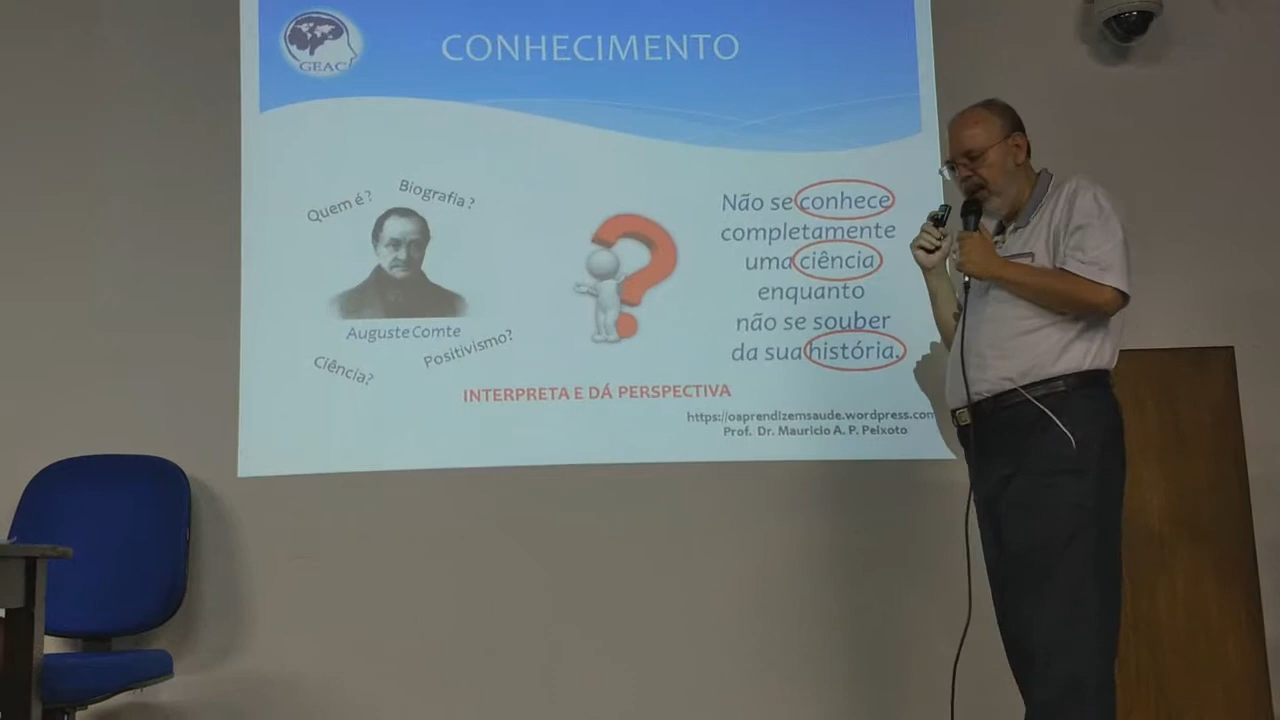 GEAC
CONHECIMENTO
Quem é?
Biografia?
Auguste Comte
Ciência?
Positivismo?
Não se conhece
completamente
uma ciência
enquanto
não se souber
da sua história.
INTERPRETA E DÁ PERSPECTIVA
https://oaprendizemsaude.wordpress.com
Prof. Dr. Mauricio A. P. Peixoto